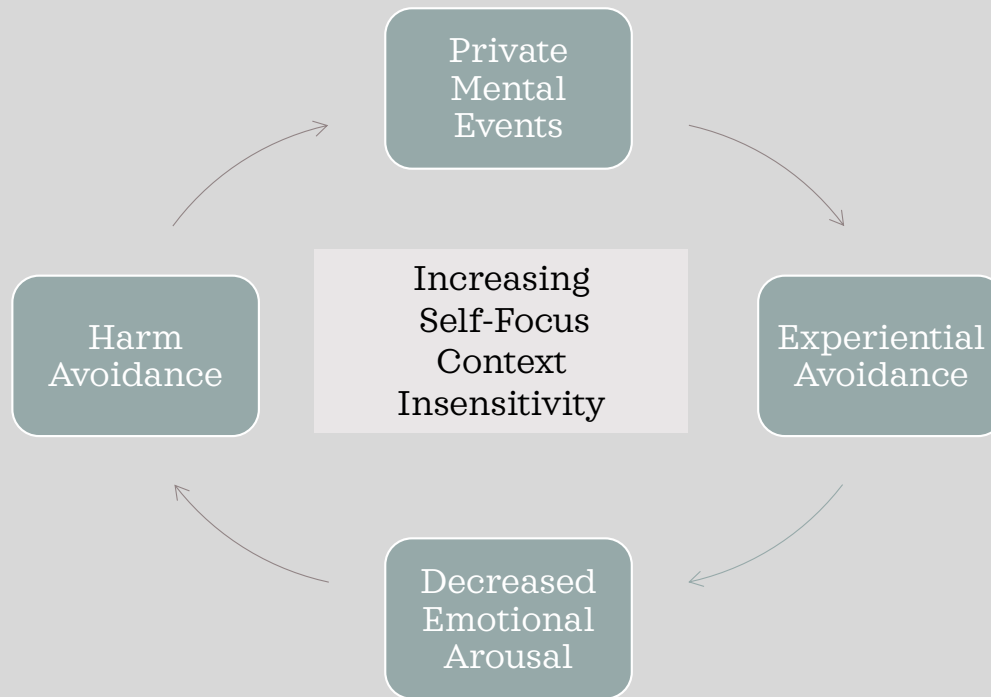 Private
Mental
Events
Increasing
Self-Focus
Context
Insensitivity
Harm
Avoidance
Experiential
Avoidance
Decreased
Emotional
Arousal